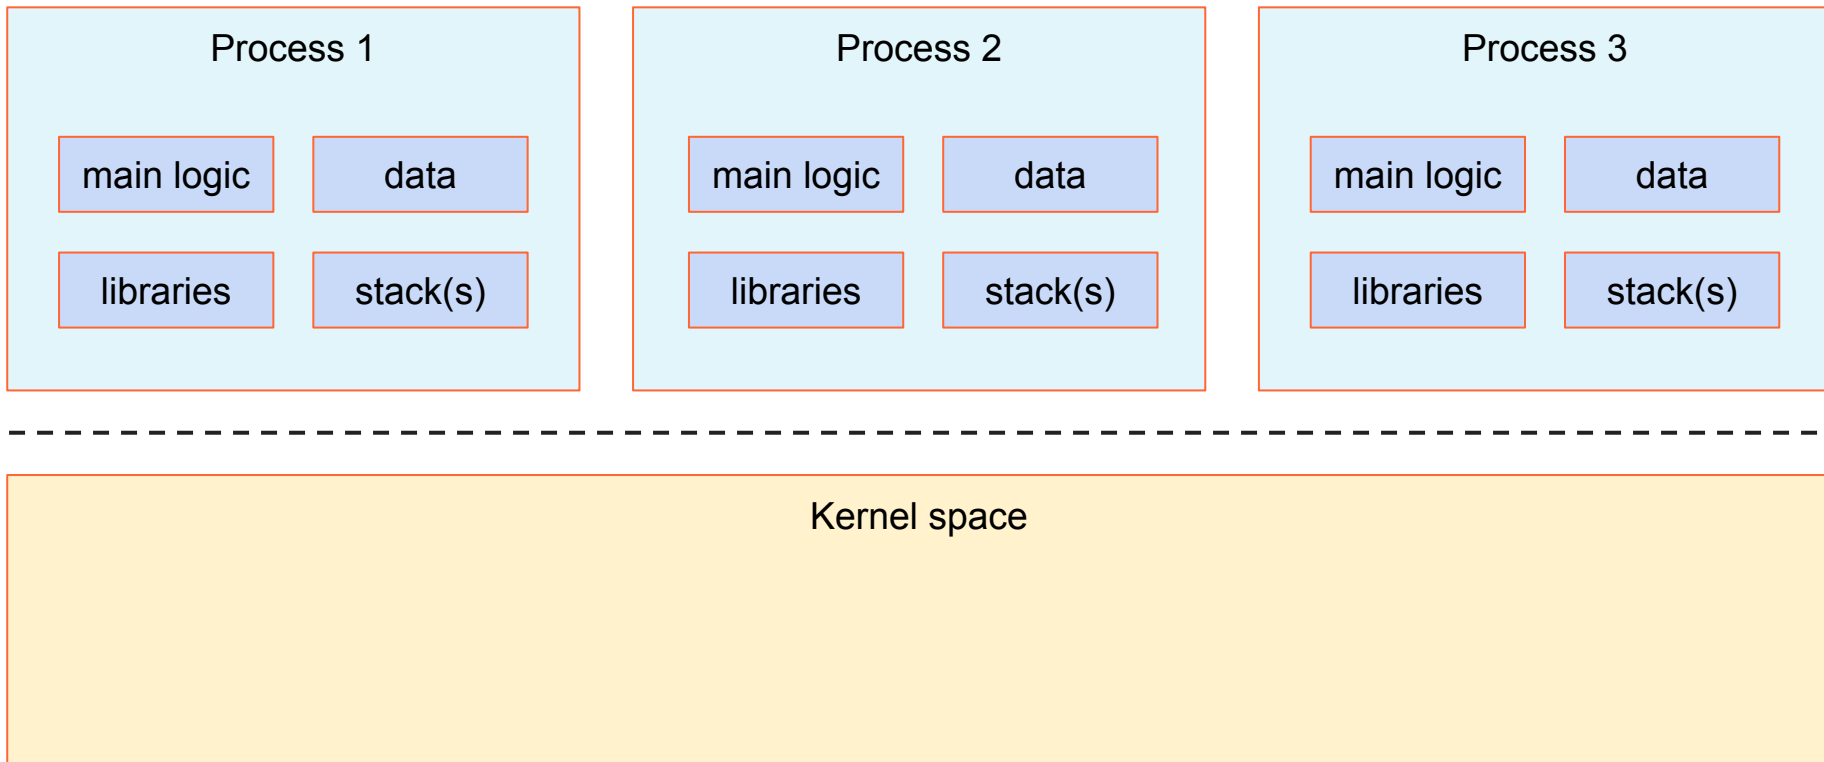 Process 1
main logic
data
libraries
stack(s)
Process 2
main logic
data
libraries
stack(s)
Process 3
main logic
data
libraries
stack(s)
Kernel space